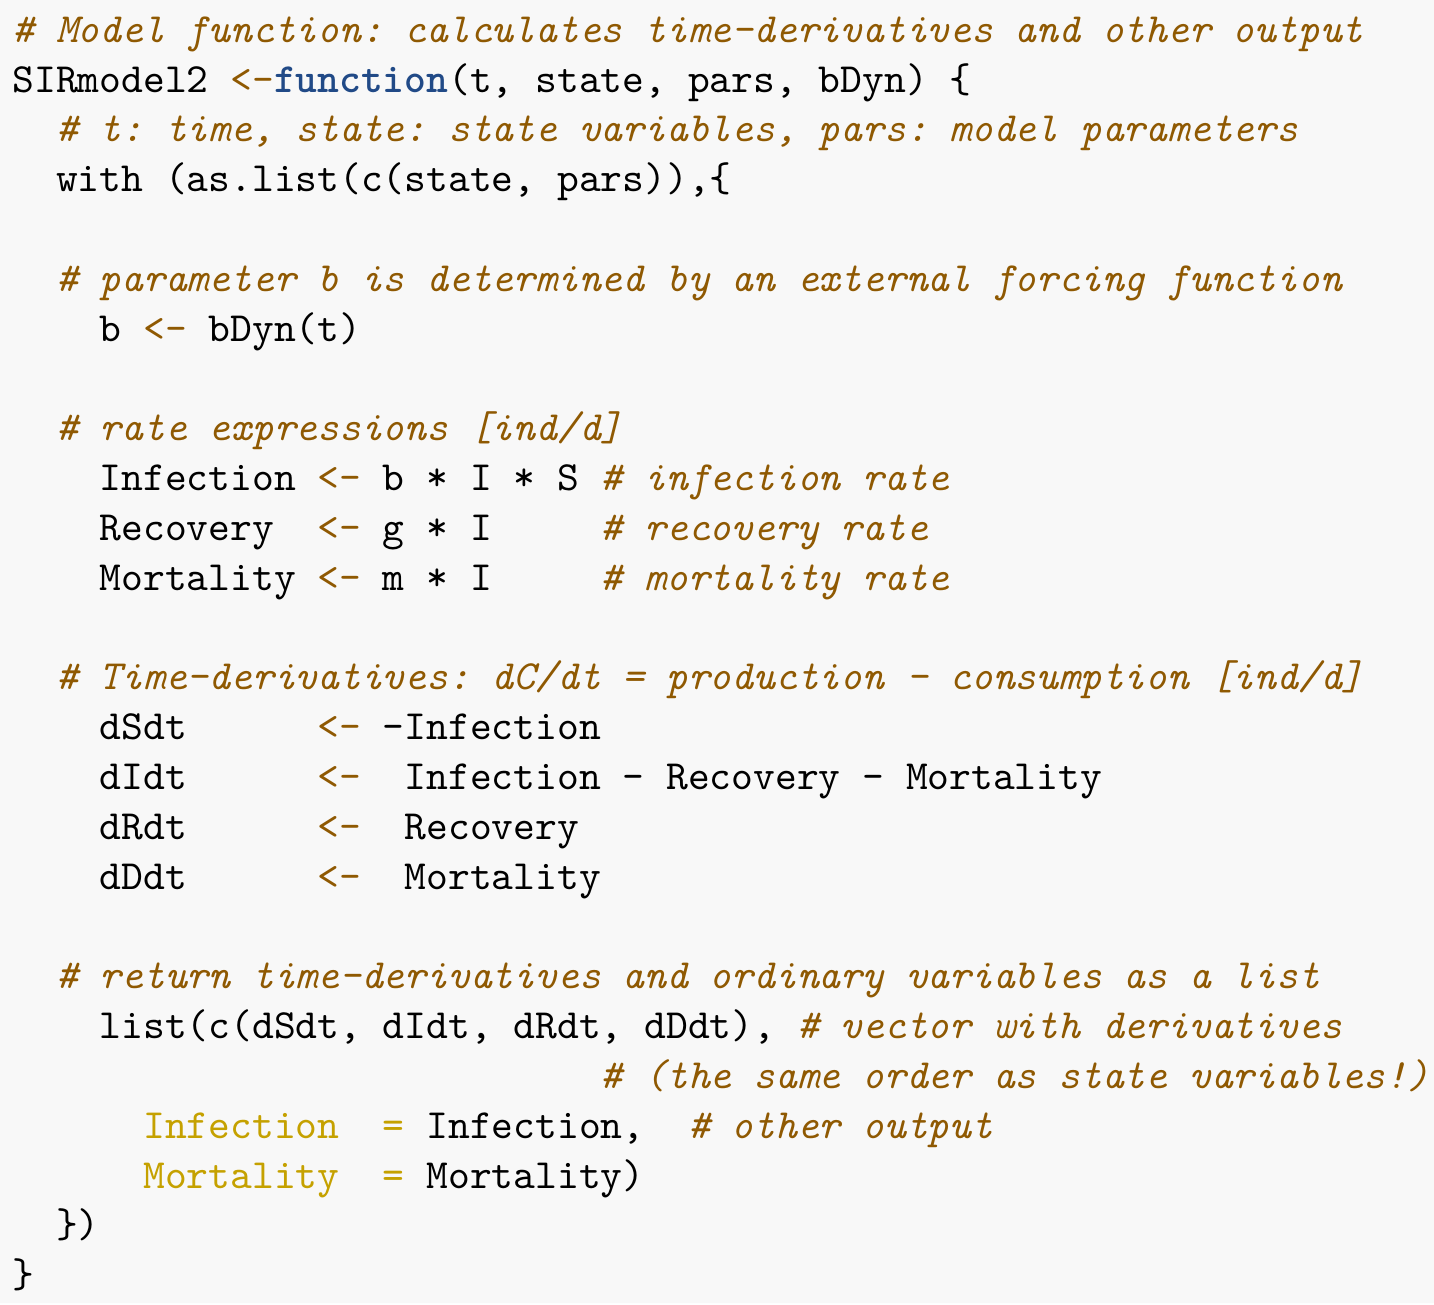 # Model function: calculates time-derivatives and other output
SIRmodel2 <-function(t, state, pars, bDyn) {
  # t: time, state: state variables, pars: model parameters
  with (as.list(c(state, pars)),{

  # parameter b is determined by an external forcing function
    b <- bDyn(t)

  # rate expressions [ind/d]
    Infection <- b * I * S # infection rate
    Recovery  <- g * I     # recovery rate
    Mortality <- m * I     # mortality rate

  # Time-derivatives: dC/dt = production - consumption [ind/d]
    dSdt      <- -Infection
    dIdt      <-  Infection - Recovery - Mortality
    dRdt      <-  Recovery
    dDdt      <-  Mortality

  # return time-derivatives and ordinary variables as a list
    list(c(dSdt, dIdt, dRdt, dDdt), # vector with derivatives
                           # (the same order as state variables!)
      Infection  = Infection,  # other output
      Mortality  = Mortality)
  })
}